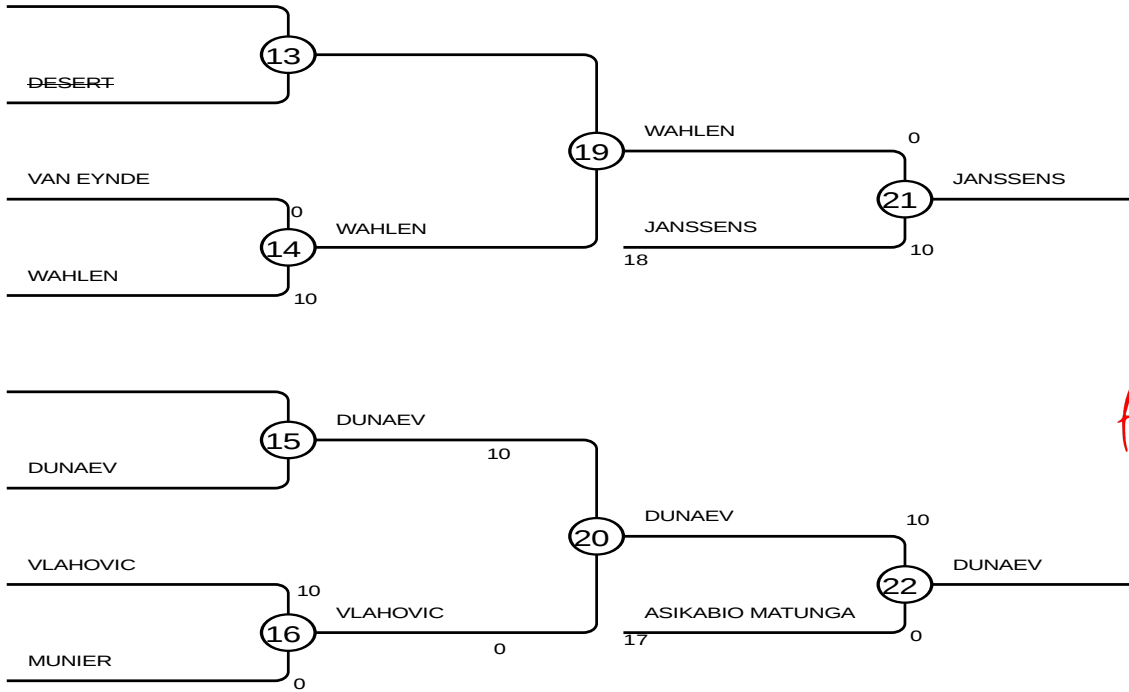 13
DESERT
19
WAHLEN
0
VAN EYNDE
21
JANSSENS
0
14
WAHLEN
JANSSENS
18
10
WAHLEN
10
DUNAEV
15
10
DUNAEV
20
DUNAEV
10
VLAHOVIC
22
DUNAEV
10
16
VLAHOVIC
0
ASIKABIO MATUNGA
17
0
MUNIER
0